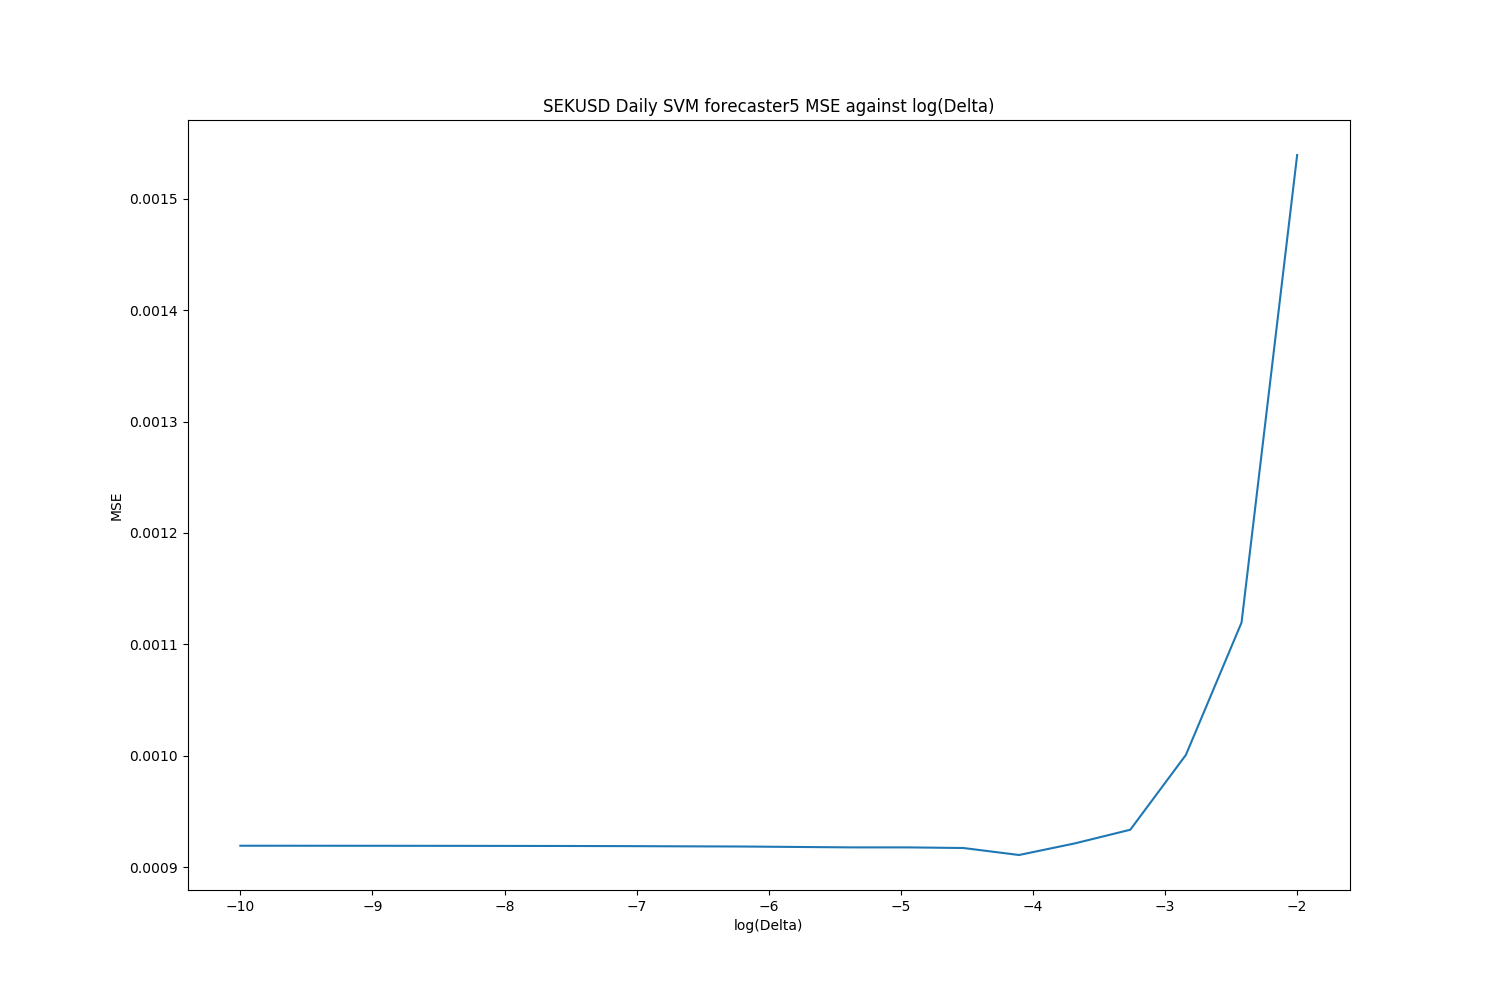 SEKUSD Daily SVM forecaster5 MSE against log(Delta)
0.0015
0.0014
0.0013
0.0012
MSE
0.0011
0.0010
0.0009
−10 −9 −8 −7 −6 −5 −4 −3 −2
log(Delta)